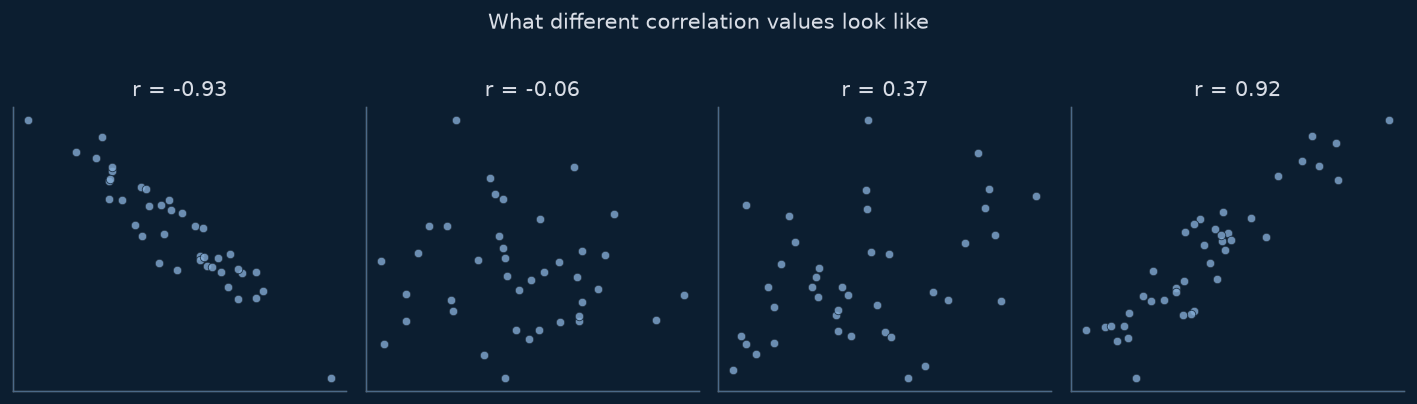 What different correlation values look like
r = -0.93
r = -0.06
r = 0.37
r = 0.92